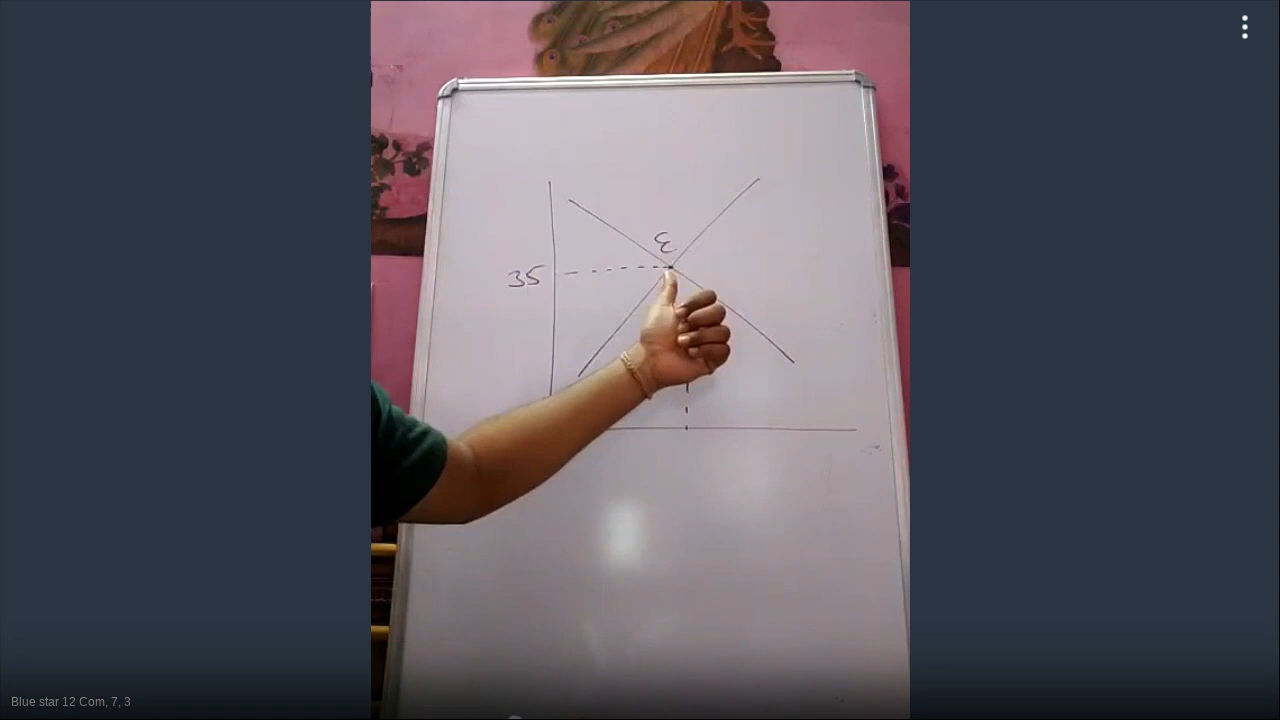 ε
35
Blue star 12 Com, 7, 3